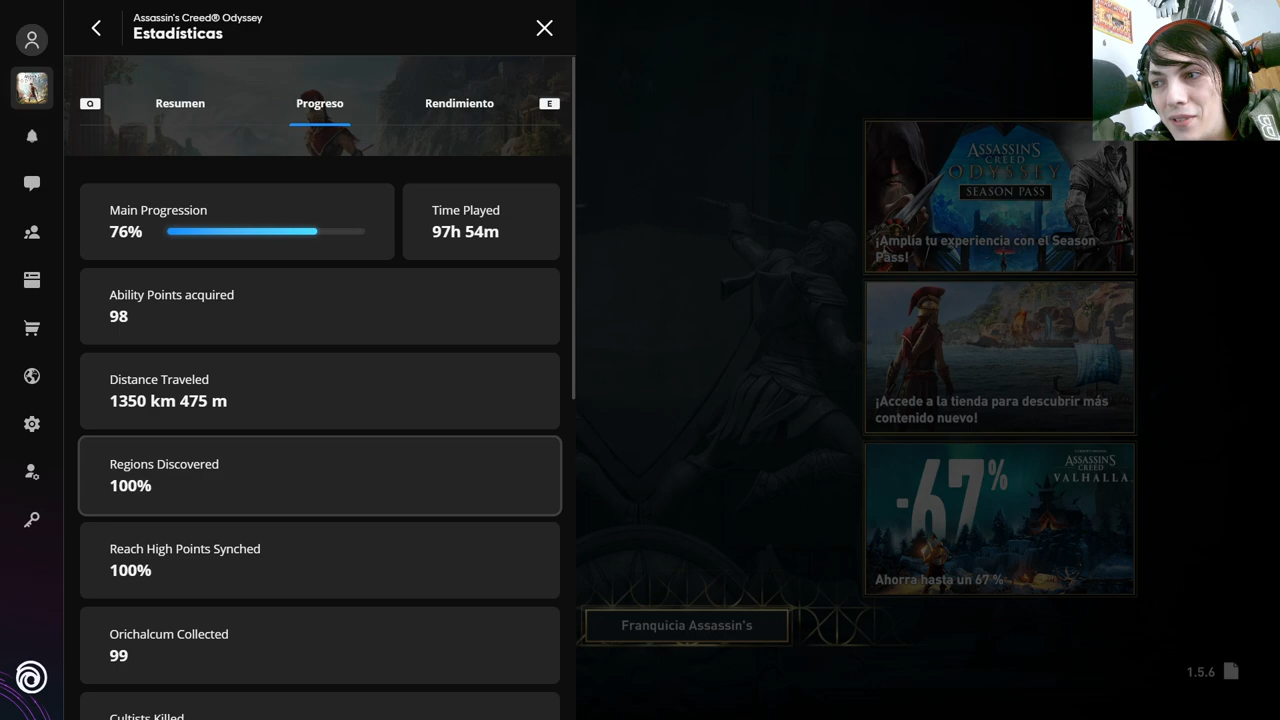 Assassin's Creed® Odyssey
Estadísticas
Q
Resumen
Progreso
Rendimiento
E
Main Progression
76%
Time Played
97h 54m
Ability Points acquired
98
Distance Traveled
1350 km 475 m
Regions Discovered
100%
Reach High Points Synched
100%
Orichalcum Collected
99
Cultists Killed
ASSASSIN'S
CREED
ODYSSEY
SEASON PASS
¡Amplía tu experiencia con el Season
Pass!
¡Accede a la tienda para descubrir más
contenido nuevo!
-67%
ASSASSIN'S
CREED
VALHALLA
Ahorra hasta un 67 %
Franquicia Assassin's
1.5.6